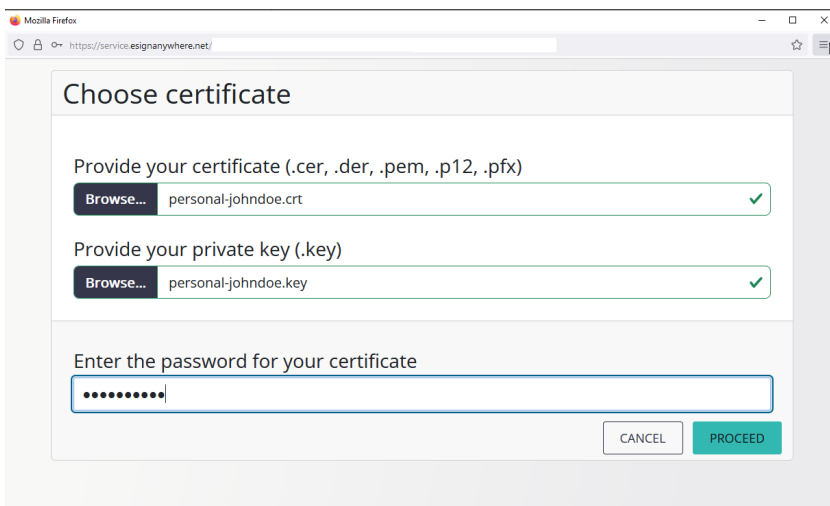 Mozilla Firefox
https://service.esignanywhere.net/
Choose certificate
Provide your certificate (.cer, .der, .pem, .p12, .pfx)
Browse... personal-johndoe.crt
Provide your private key (.key)
Browse... personal-johndoe.key
Enter the password for your certificate
••••••••••
CANCEL PROCEED